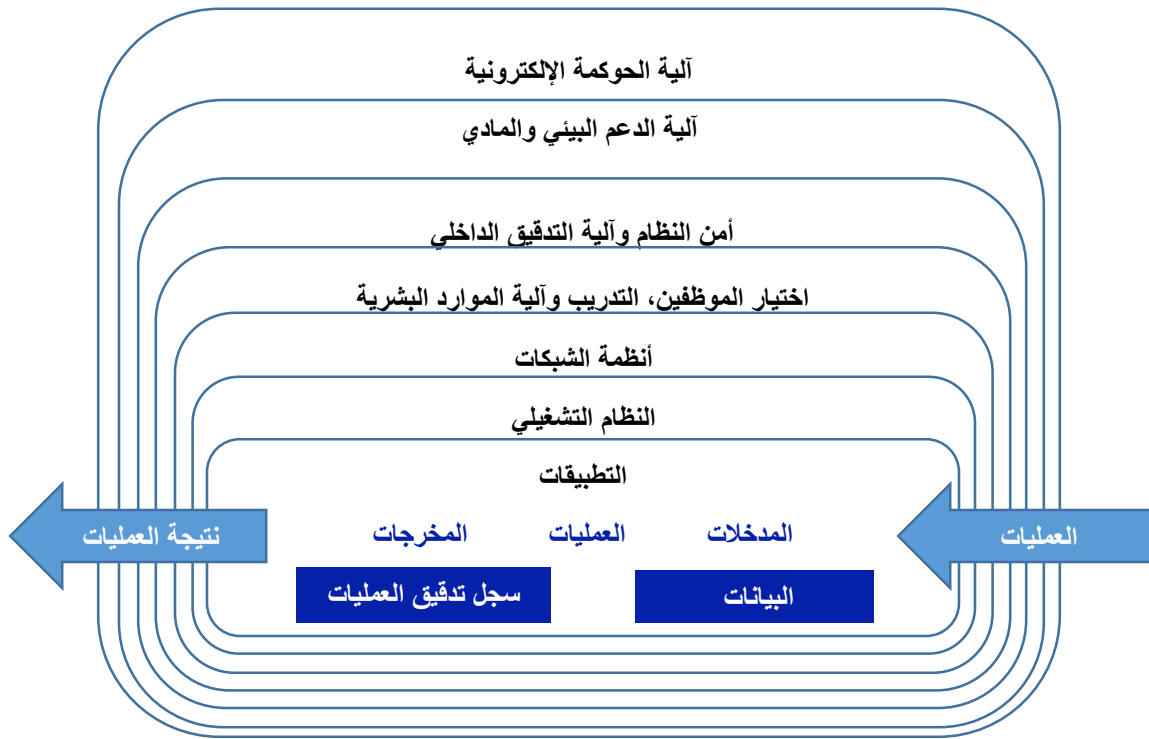 آلية الحوكمة الإلكترونية
آلية الدعم البيئي والمادي
أمن النظام وآلية التدقيق الداخلي
اختيار الموظفين، التدريب وآلية الموارد البشرية
أنظمة الشبكات
النظام التشغيلي
التطبيقات
العمليات
المدخلات
العمليات
المخرجات
نتيجة العمليات
البيانات
سجل تدقيق العمليات